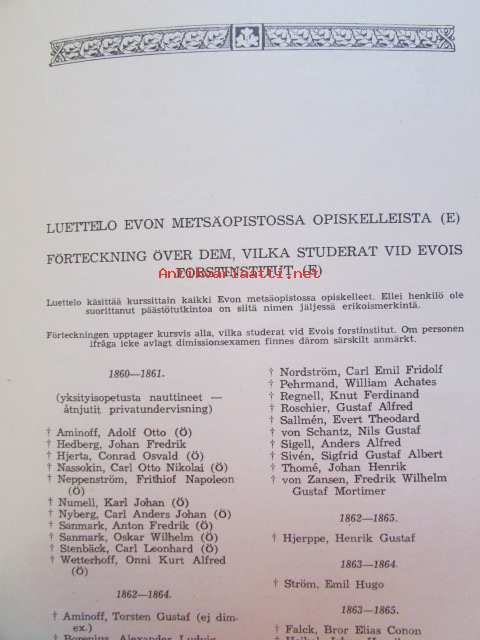 LUETTELO EVON METSÄOPISTOSSA OPISKELLEISTA (E)
FÖRTECKNING ÖVER DEM, VILKA STUDERAT VID EVOIS
FORSTINSTITUT (E)
Antikvariaatti.net
Luettelo käsittää kurssittain kaikki Evon metsäopistossa opiskelleet. Ellei henkilö ole
suorittanut päästötutkintoa on siitä nimen jäljessä erikoismerkintä.
Förteckningen upptager kursvis alla, vilka studerat vid Evois forstinstitut. Om personen
ifråga icke avlagt dimissionsexamen finnes därom särskilt anmärkt.
1860—1861.
(yksityisopetusta nauttineet —
åtnjutit privatundervisning)
† Aminoff, Adolf Otto (Ö)
† Hedberg, Johan Fredrik
† Hjerta, Conrad Osvald (Ö)
† Nassokin, Carl Otto Nikolai (Ö)
† Neppenström, Frithiof Napoleon
(Ö)
† Numell, Karl Johan (Ö)
† Nyberg, Carl Anders Johan (Ö)
† Sanmark, Anton Fredrik (Ö)
† Sanmark, Oskar Wilhelm (Ö)
† Stenbäck, Carl Leonhard (Ö)
† Wetterhoff, Onni Kurt Alfred
(Ö)
1862—1864.
† Aminoff, Torsten Gustaf (ej dim-
ex.)
† Borenius, Alexander Ludvig
† Nordström, Carl Emil Fridolf
† Pehrmand, William Achates
† Regnell, Knut Ferdinand
† Roschier, Gustaf Alfred
† Sallmén, Evert Theodard
† von Schantz, Nils Gustaf
† Sigell, Anders Alfred
† Sivén, Sigfrid Gustaf Albert
† Thomé, Johan Henrik
† von Zansen, Fredrik Wilhelm
Gustaf Mortimer
1862—1865.
† Hjerppe, Henrik Gustaf
1863—1864.
† Ström, Emil Hugo
1863—1865.
† Falck, Bror Elias Conon